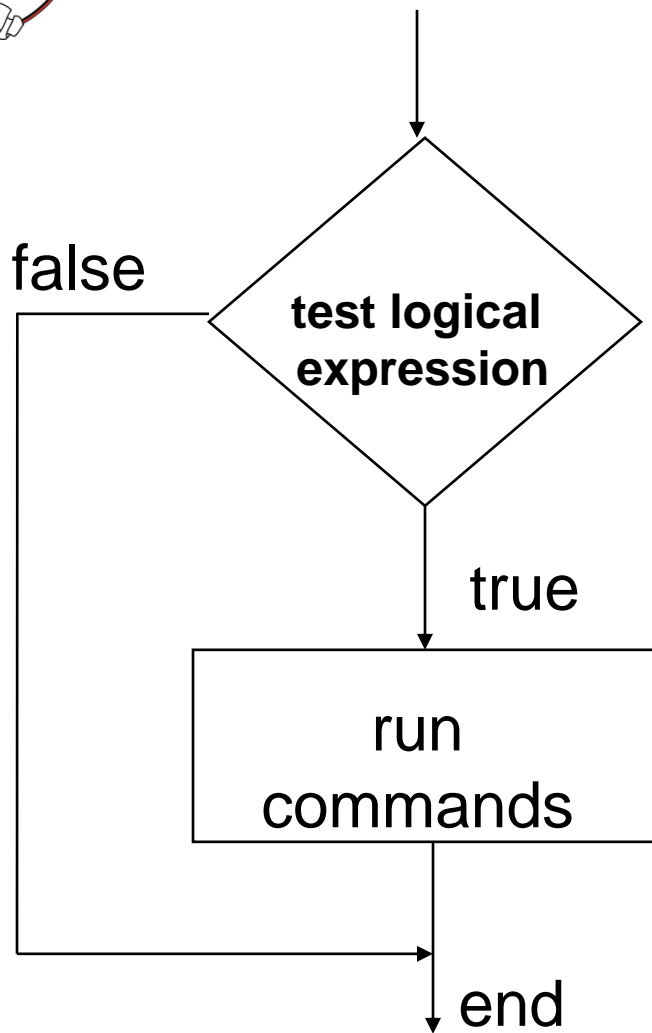 false
test logical
expression
true
run
commands
end